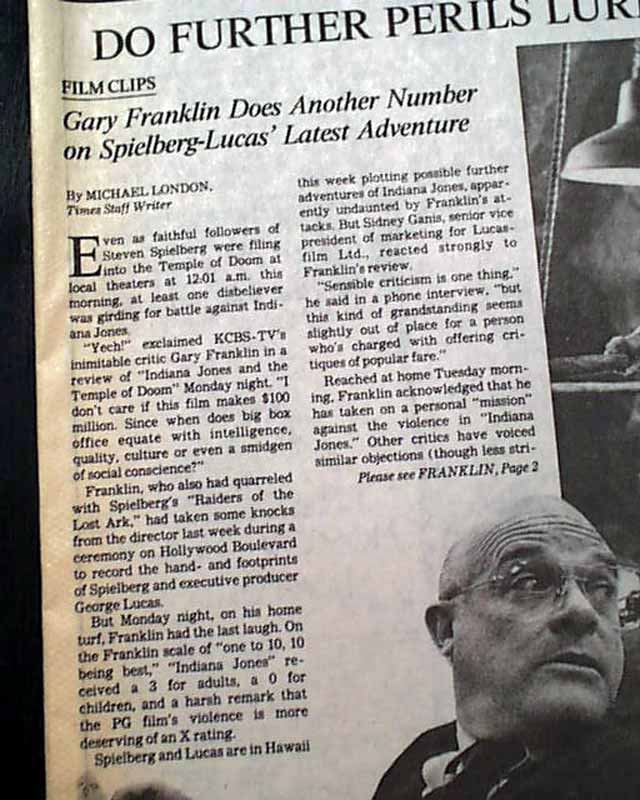 DO FURTHER PERILS
FILM CLIPS
Gary Franklin Does Another Number
on Spielberg-Lucas' Latest Adventure
By MICHAEL LONDON,
Times Staff Writer
Even as faithful followers of
Steven Spielberg were filing
into the Temple of Doom at
local theaters at 12:01 a.m. this
morning, at least one disbeliever
was girding for battle against Indi-
ana Jones.
"Yech!" exclaimed KCBS-TV's
inimitable critic Gary Franklin in a
review of "Indiana Jones and the
Temple of Doom" Monday night. "I
don't care if this film makes $100
million. Since when does big box
office equate with intelligence,
quality, culture or even a smidgen
of social conscience?"
Franklin, who also had quarreled
with Spielberg's "Raiders of the
Lost Ark," had taken some knocks
from the director last week during a
ceremony on Hollywood Boulevard
to record the hand- and footprints
of Spielberg and executive producer
George Lucas.
But Monday night, on his home
turf, Franklin had the last laugh. On
the Franklin scale of "one to 10, 10
being best," "Indiana Jones" re-
ceived a 3 for adults, a 0 for
children, and a harsh remark that
the PG film's violence is more
deserving of an X rating.
Spielberg and Lucas are in Hawaii
this week plotting possible further
adventures of Indiana Jones, appar-
ently undaunted by Franklin's at-
tacks. But Sidney Ganis, senior vice
president of marketing for Lucas-
film Ltd., reacted strongly to
Franklin's review.
"Sensible criticism is one thing,"
he said in a phone interview, "but
this kind of grandstanding seems
slightly out of place for a person
who's charged with offering cri-
tiques of popular fare."
Reached at home Tuesday morn-
ing, Franklin acknowledged that he
has taken on a personal "mission"
against the violence in "Indiana
Jones." Other critics have voiced
similar objections (though less stri-
Please see FRANKLIN, Page 2